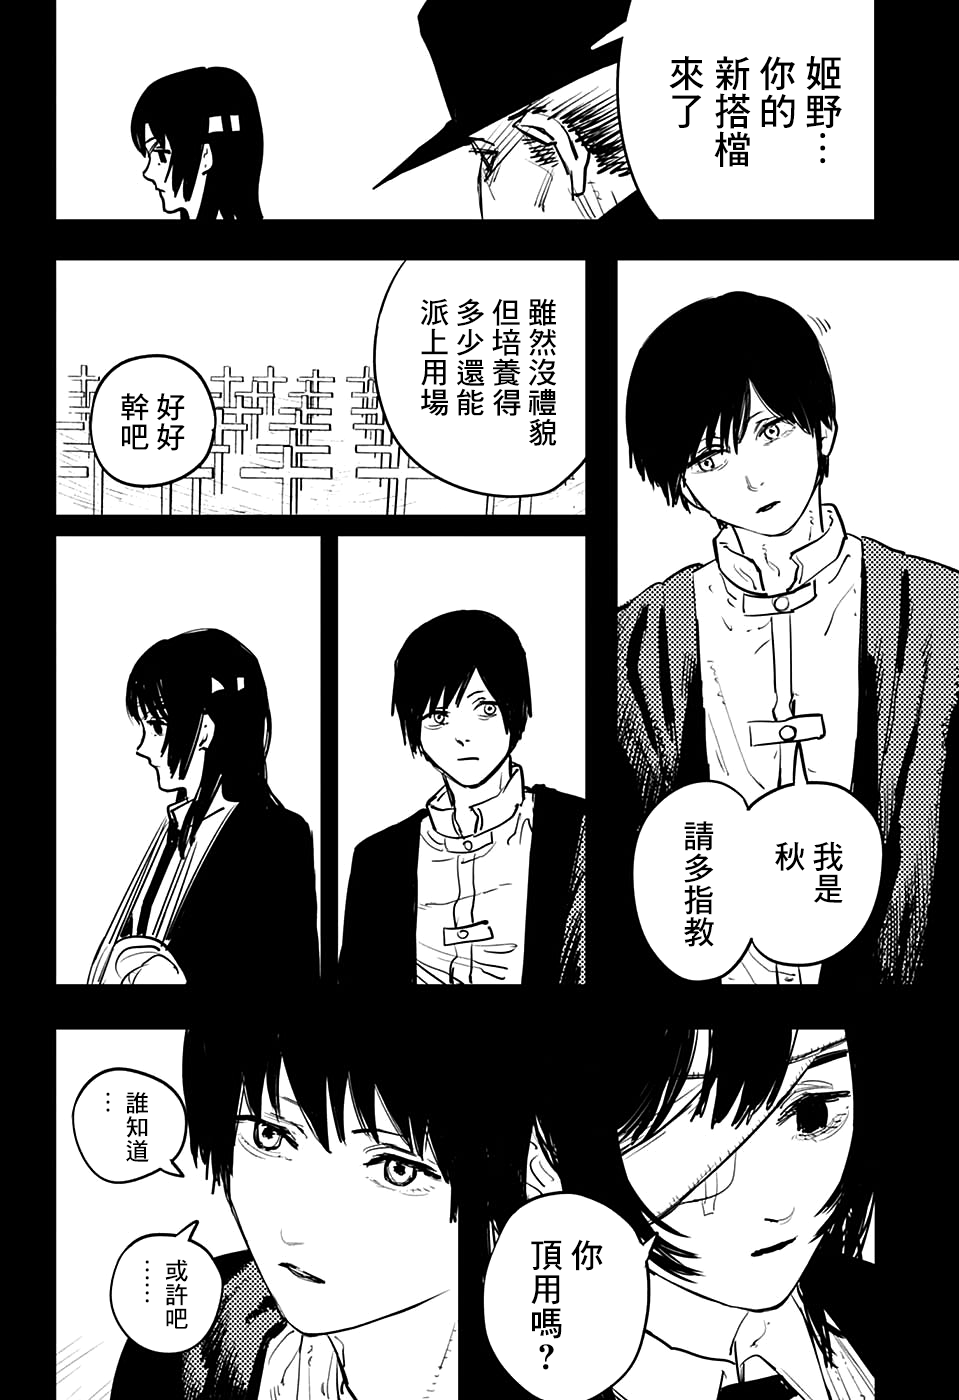 姬野…
你的
新搭檔
來了
雖然沒禮貌
但培養得
多少還能
派上用場
好好
幹吧
我是
秋
請多指教
你
頂用嗎？
誰知道
…
或許吧
……